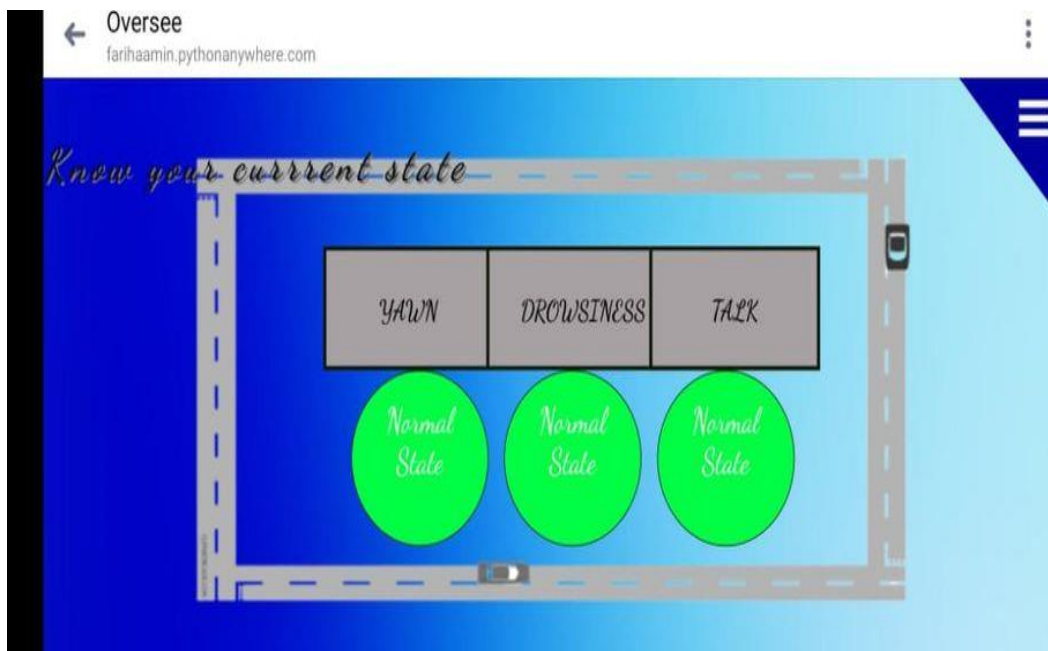 Oversee
farihaamin.pythonanywhere.com
Know your currrent state
YAWN DROWSINESS TALK
Normal Normal Normal
State State State